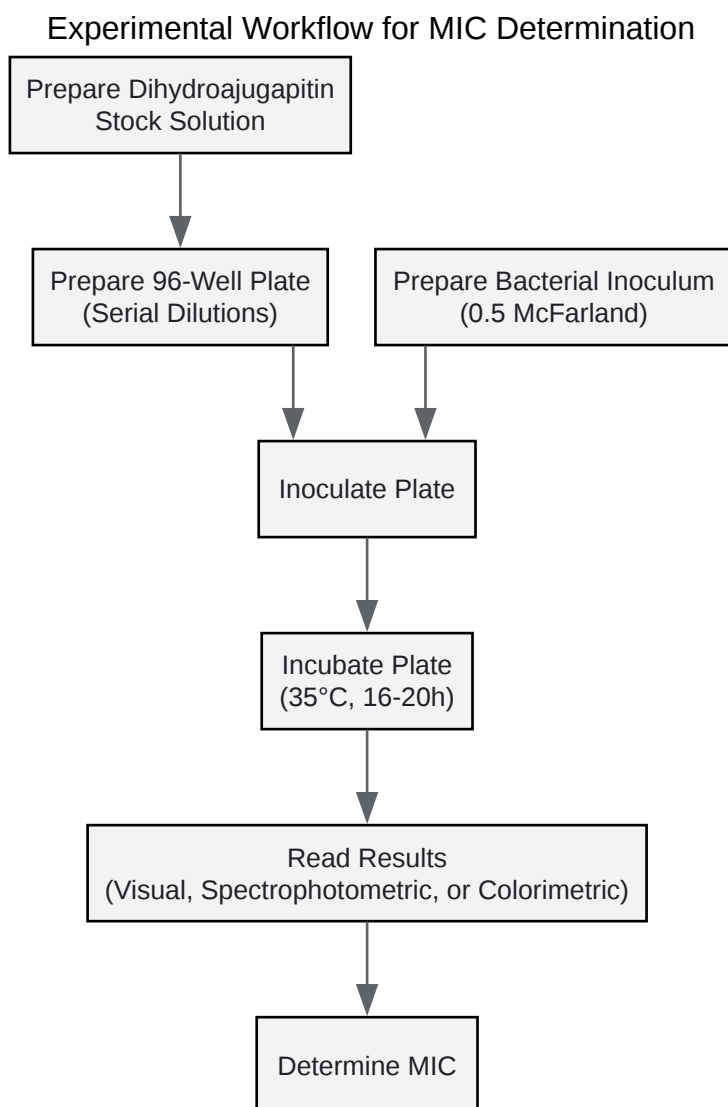 Experimental Workflow for MIC Determination
Prepare Dihydroajugapitin
Stock Solution
Prepare 96-Well Plate
(Serial Dilutions)
Prepare Bacterial Inoculum
(0.5 McFarland)
Inoculate Plate
Incubate Plate
(35°C, 16-20h)
Read Results
(Visual, Spectrophotometric, or Colorimetric)
Determine MIC